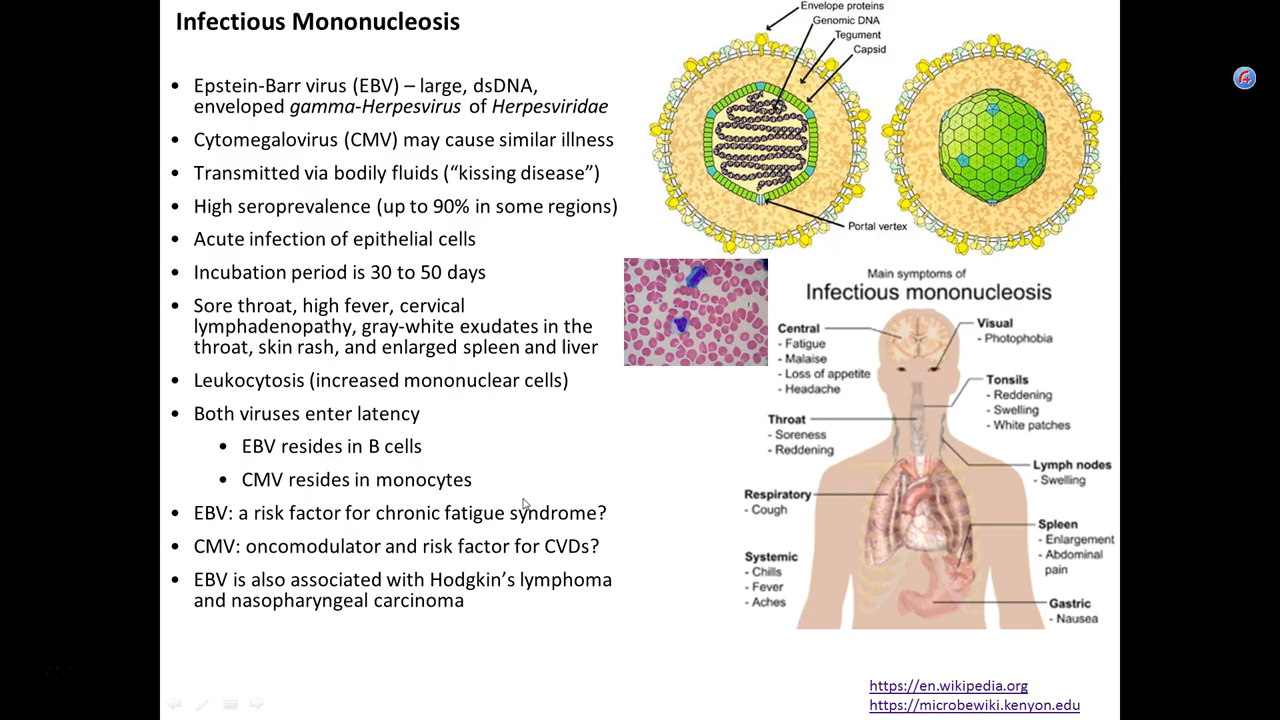 Infectious Mononucleosis
• Epstein-Barr virus (EBV) – large, dsDNA,
enveloped gamma-Herpesvirus of Herpesviridae
• Cytomegalovirus (CMV) may cause similar illness
• Transmitted via bodily fluids (“kissing disease”)
• High seroprevalence (up to 90% in some regions)
• Acute infection of epithelial cells
• Incubation period is 30 to 50 days
• Sore throat, high fever, cervical
lymphadenopathy, gray-white exudates in the
throat, skin rash, and enlarged spleen and liver
• Leukocytosis (increased mononuclear cells)
• Both viruses enter latency
• EBV resides in B cells
• CMV resides in monocytes
• EBV: a risk factor for chronic fatigue syndrome?
• CMV: oncomodulator and risk factor for CVDs?
• EBV is also associated with Hodgkin’s lymphoma
and nasopharyngeal carcinoma
Envelope proteins
Genomic DNA
Tegument
Capsid
Portal vertex
Main symptoms of
Infectious mononucleosis
Central
- Fatigue
- Malaise
- Loss of appetite
- Headache
Visual
- Photophobia
Tonsils
- Reddening
- Swelling
- White patches
Throat
- Soreness
- Reddening
Lymph nodes
- Swelling
Respiratory
- Cough
Spleen
- Enlargement
- Abdominal
pain
Systemic
- Chills
- Fever
- Aches
Gastric
- Nausea
https://en.wikipedia.org
https://microbewiki.kenyon.edu